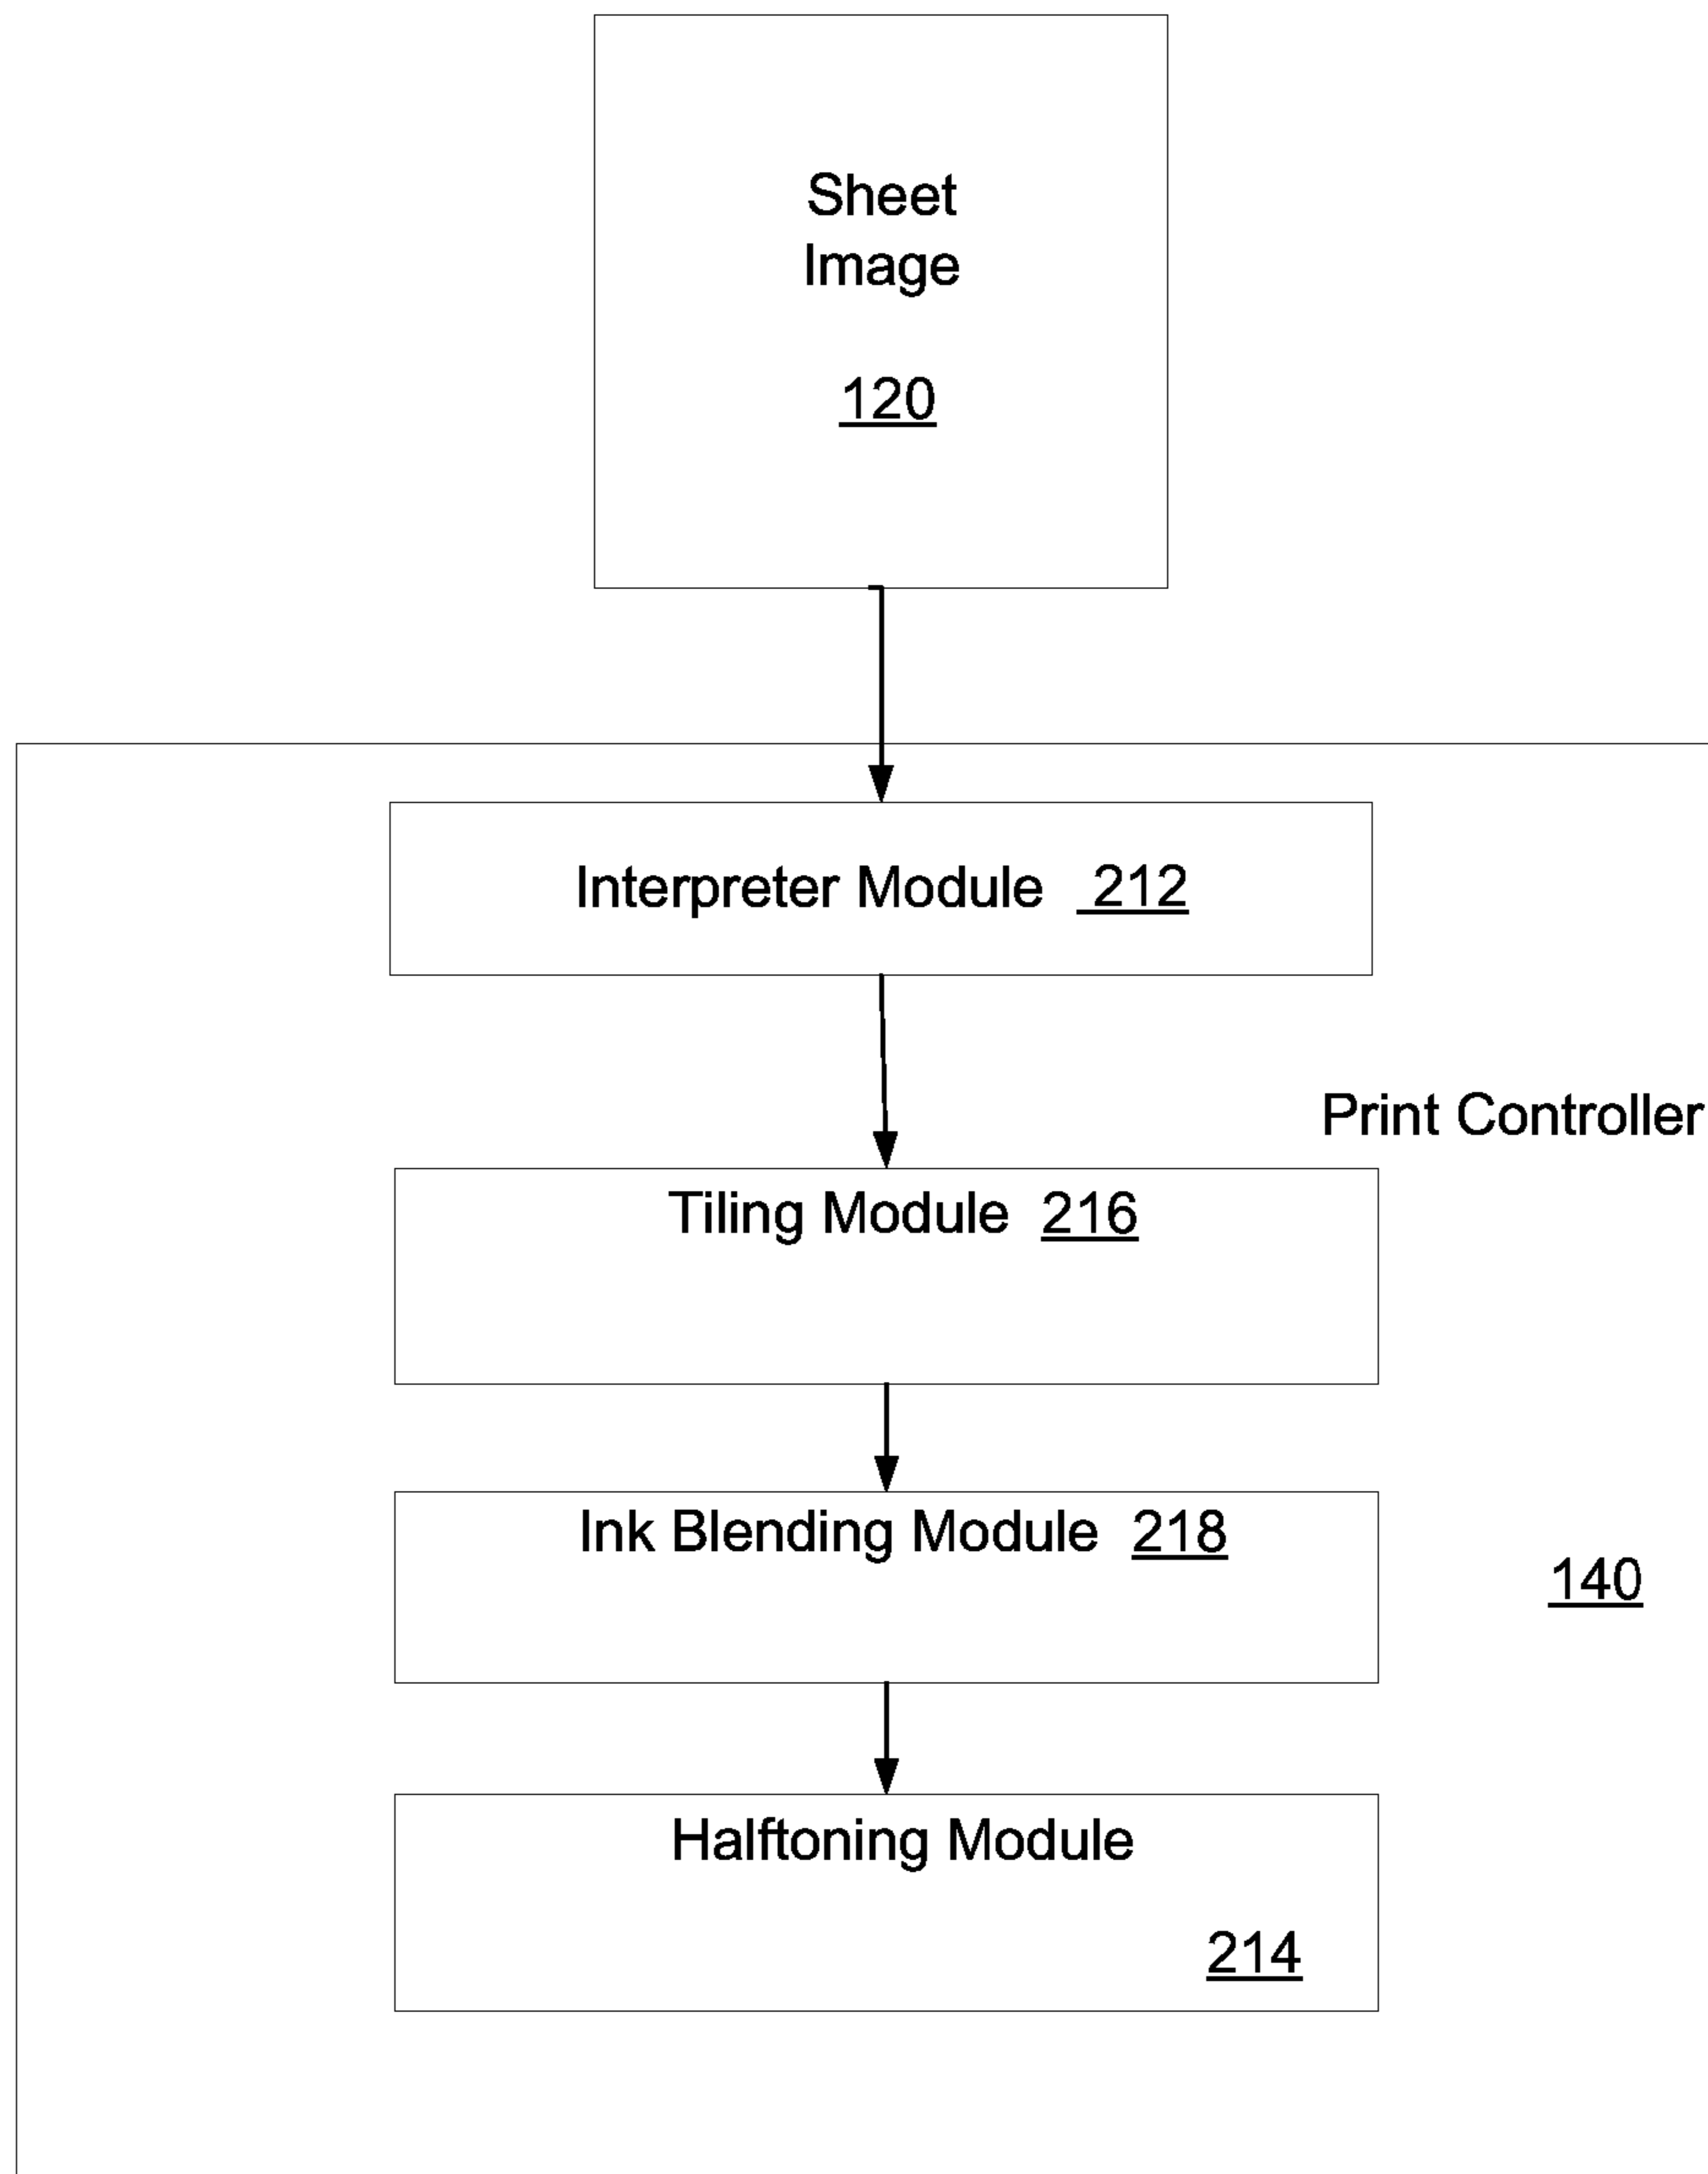 Sheet
Image
120
Interpreter Module 212
Print Controller
Tiling Module 216
Ink Blending Module 218
140
Halftoning Module
214